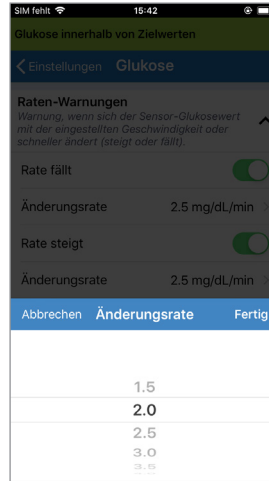 SIM fehlt 15:42
Glukose innerhalb von Zielwerten
Einstellungen Glukose
Raten-Warnungen
Warnung, wenn sich der Sensor-Glukosewert
mit der eingestellten Geschwindigkeit oder
schneller ändert (steigt oder fällt).
Rate fällt
Änderungsrate 2.5 mg/dL/min
Rate steigt
Änderungsrate 2.5 mg/dL/min
Abbrechen Änderungsrate Fertig
1.5
2.0
2.5
3.0
3.5